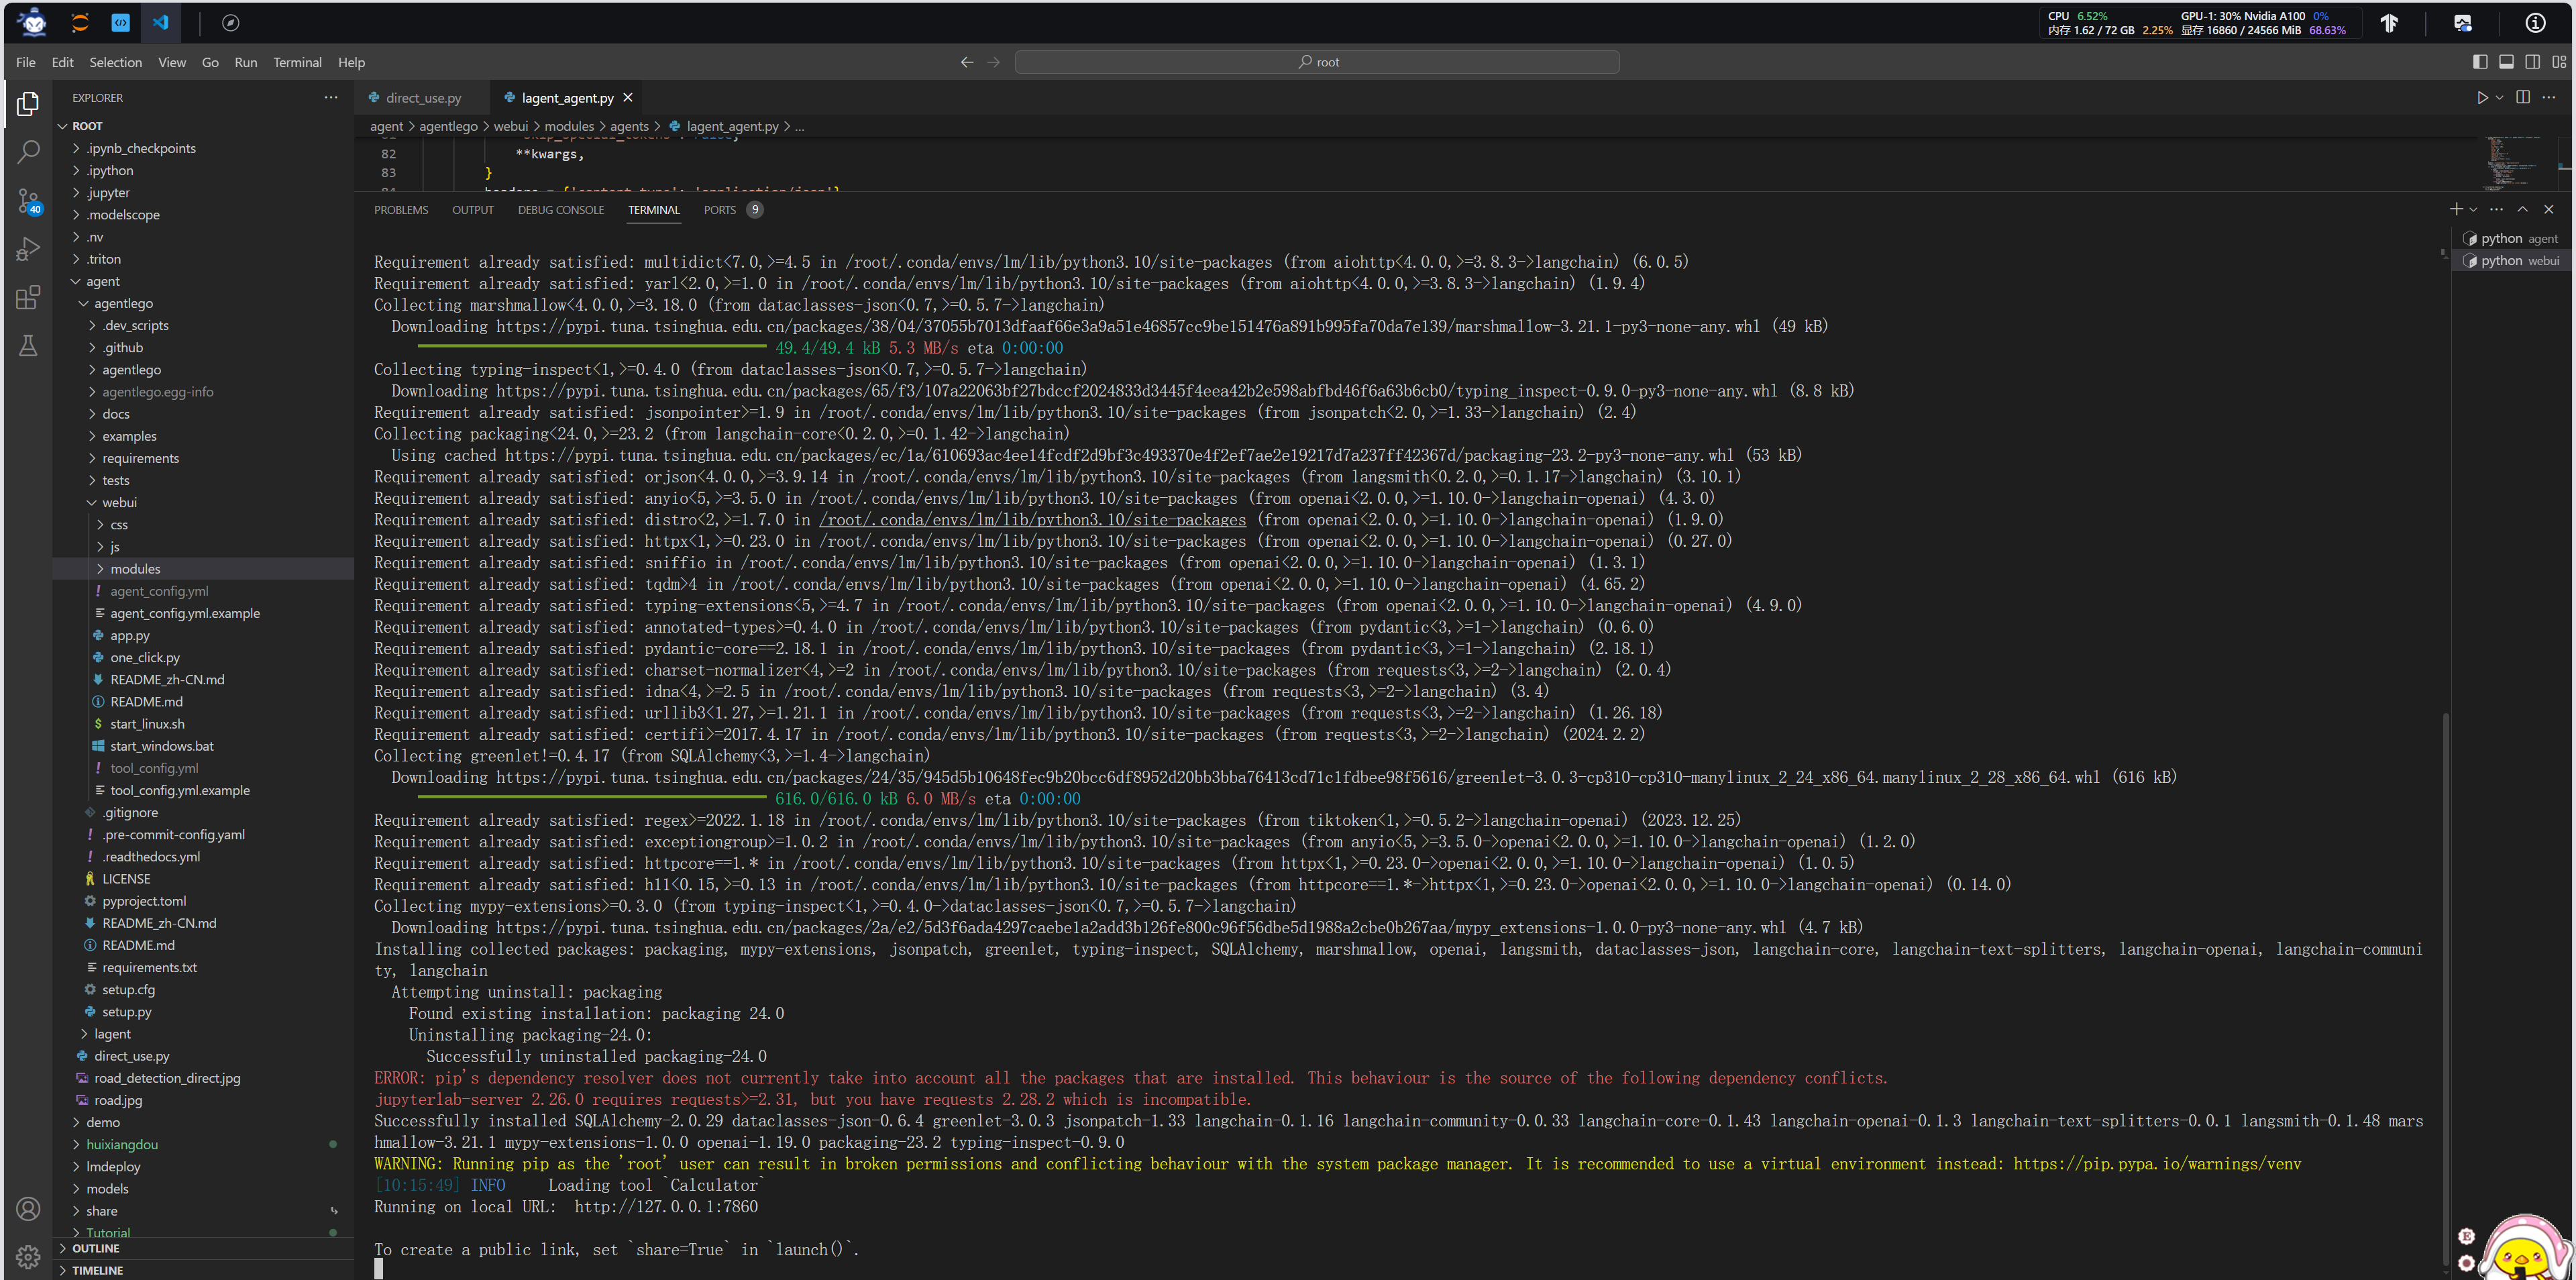 CPU 6.52% GPU-1: 30% Nvidia A100 0%
内存 1.62 / 72 GB 2.25% 显存 16860 / 24566 MiB 68.63%
File Edit Selection View Go Run Terminal Help
root
EXPLORER
ROOT
.ipynb_checkpoints
.ipython
.jupyter
.modelscope
.nv
.triton
agent
agentlego
.dev_scripts
.github
agentlego
agentlego.egg-info
docs
examples
requirements
tests
webui
css
js
modules
agent_config.yml
agent_config.yml.example
app.py
one_click.py
README_zh-CN.md
README.md
start_linux.sh
start_windows.bat
tool_config.yml
tool_config.yml.example
.gitignore
.pre-commit-config.yaml
.readthedocs.yml
LICENSE
pyproject.toml
README_zh-CN.md
README.md
requirements.txt
setup.cfg
setup.py
lagent
direct_use.py
road_detection_direct.jpg
road.jpg
demo
huixiangdou
lmdeploy
models
share
Tutorial
OUTLINE
TIMELINE
40
direct_use.py lagent_agent.py
agent > agentlego > webui > modules > agents > lagent_agent.py > ...
82 **kwargs,
83 }
PROBLEMS OUTPUT DEBUG CONSOLE TERMINAL PORTS 9
python agent
python webui
Requirement already satisfied: multidict<7.0,>=4.5 in /root/.conda/envs/lm/lib/python3.10/site-packages (from aiohttp<4.0.0,>=3.8.3->langchain) (6.0.5)
Requirement already satisfied: yarl<2.0,>=1.0 in /root/.conda/envs/lm/lib/python3.10/site-packages (from aiohttp<4.0.0,>=3.8.3->langchain) (1.9.4)
Collecting marshmallow<4.0.0,>=3.18.0 (from dataclasses-json<0.7,>=0.5.7->langchain)
Downloading https://pypi.tuna.tsinghua.edu.cn/packages/38/04/37055b7013dfaaf66e3a9a51e46857cc9be151476a891b995fa70da7e139/marshmallow-3.21.1-py3-none-any.whl (49 kB)
49.4/49.4 kB 5.3 MB/s eta 0:00:00
Collecting typing-inspect<1,>=0.4.0 (from dataclasses-json<0.7,>=0.5.7->langchain)
Downloading https://pypi.tuna.tsinghua.edu.cn/packages/65/f3/107a22063bf27bdccf2024833d3445f4eea42b2e598abfbd46f6a63b6cb0/typing_inspect-0.9.0-py3-none-any.whl (8.8 kB)
Requirement already satisfied: jsonpointer>=1.9 in /root/.conda/envs/lm/lib/python3.10/site-packages (from jsonpatch<2.0,>=1.33->langchain) (2.4)
Collecting packaging<24.0,>=23.2 (from langchain-core<0.2.0,>=0.1.42->langchain)
Using cached https://pypi.tuna.tsinghua.edu.cn/packages/ec/1a/610693ac4ee14fcdf2d9bf3c493370e4f2ef7ae2e19217d7a237ff42367d/packaging-23.2-py3-none-any.whl (53 kB)
Requirement already satisfied: orjson<4.0.0,>=3.9.14 in /root/.conda/envs/lm/lib/python3.10/site-packages (from langsmith<0.2.0,>=0.1.17->langchain) (3.10.1)
Requirement already satisfied: anyio<5,>=3.5.0 in /root/.conda/envs/lm/lib/python3.10/site-packages (from openai<2.0.0,>=1.10.0->langchain-openai) (4.3.0)
Requirement already satisfied: distro<2,>=1.7.0 in /root/.conda/envs/lm/lib/python3.10/site-packages (from openai<2.0.0,>=1.10.0->langchain-openai) (1.9.0)
Requirement already satisfied: httpx<1,>=0.23.0 in /root/.conda/envs/lm/lib/python3.10/site-packages (from openai<2.0.0,>=1.10.0->langchain-openai) (0.27.0)
Requirement already satisfied: sniffio in /root/.conda/envs/lm/lib/python3.10/site-packages (from openai<2.0.0,>=1.10.0->langchain-openai) (1.3.1)
Requirement already satisfied: tqdm>4 in /root/.conda/envs/lm/lib/python3.10/site-packages (from openai<2.0.0,>=1.10.0->langchain-openai) (4.65.2)
Requirement already satisfied: typing-extensions<5,>=4.7 in /root/.conda/envs/lm/lib/python3.10/site-packages (from openai<2.0.0,>=1.10.0->langchain-openai) (4.9.0)
Requirement already satisfied: annotated-types>=0.4.0 in /root/.conda/envs/lm/lib/python3.10/site-packages (from pydantic<3,>=1->langchain) (0.6.0)
Requirement already satisfied: pydantic-core==2.18.1 in /root/.conda/envs/lm/lib/python3.10/site-packages (from pydantic<3,>=1->langchain) (2.18.1)
Requirement already satisfied: charset-normalizer<4,>=2 in /root/.conda/envs/lm/lib/python3.10/site-packages (from requests<3,>=2->langchain) (2.0.4)
Requirement already satisfied: idna<4,>=2.5 in /root/.conda/envs/lm/lib/python3.10/site-packages (from requests<3,>=2->langchain) (3.4)
Requirement already satisfied: urllib3<1.27,>=1.21.1 in /root/.conda/envs/lm/lib/python3.10/site-packages (from requests<3,>=2->langchain) (1.26.18)
Requirement already satisfied: certifi>=2017.4.17 in /root/.conda/envs/lm/lib/python3.10/site-packages (from requests<3,>=2->langchain) (2024.2.2)
Collecting greenlet!=0.4.17 (from SQLAlchemy<3,>=1.4->langchain)
Downloading https://pypi.tuna.tsinghua.edu.cn/packages/24/35/945d5b10648fec9b20bcc6df8952d20bb3bba76413cd71c1fdbee98f5616/greenlet-3.0.3-cp310-cp310-manylinux_2_24_x86_64.manylinux_2_28_x86_64.whl (616 kB)
616.0/616.0 kB 6.0 MB/s eta 0:00:00
Requirement already satisfied: regex>=2022.1.18 in /root/.conda/envs/lm/lib/python3.10/site-packages (from tiktoken<1,>=0.5.2->langchain-openai) (2023.12.25)
Requirement already satisfied: exceptiongroup>=1.0.2 in /root/.conda/envs/lm/lib/python3.10/site-packages (from anyio<5,>=3.5.0->openai<2.0.0,>=1.10.0->langchain-openai) (1.2.0)
Requirement already satisfied: httpcore==1.* in /root/.conda/envs/lm/lib/python3.10/site-packages (from httpx<1,>=0.23.0->openai<2.0.0,>=1.10.0->langchain-openai) (1.0.5)
Requirement already satisfied: h11<0.15,>=0.13 in /root/.conda/envs/lm/lib/python3.10/site-packages (from httpcore==1.*->httpx<1,>=0.23.0->openai<2.0.0,>=1.10.0->langchain-openai) (0.14.0)
Collecting mypy-extensions>=0.3.0 (from typing-inspect<1,>=0.4.0->dataclasses-json<0.7,>=0.5.7->langchain)
Downloading https://pypi.tuna.tsinghua.edu.cn/packages/2a/e2/5d3f6ada4297caebe1a2add3b126fe800c96f56dbe5d1988a2cbe0b267aa/mypy_extensions-1.0.0-py3-none-any.whl (4.7 kB)
Installing collected packages: packaging, mypy-extensions, jsonpatch, greenlet, typing-inspect, SQLAlchemy, marshmallow, openai, langsmith, dataclasses-json, langchain-core, langchain-text-splitters, langchain-openai, langchain-communi
ty, langchain
Attempting uninstall: packaging
Found existing installation: packaging 24.0
Uninstalling packaging-24.0:
Successfully uninstalled packaging-24.0
ERROR: pip's dependency resolver does not currently take into account all the packages that are installed. This behaviour is the source of the following dependency conflicts.
jupyterlab-server 2.26.0 requires requests>=2.31, but you have requests 2.28.2 which is incompatible.
Successfully installed SQLAlchemy-2.0.29 dataclasses-json-0.6.4 greenlet-3.0.3 jsonpatch-1.33 langchain-0.1.16 langchain-community-0.0.33 langchain-core-0.1.43 langchain-openai-0.1.3 langchain-text-splitters-0.0.1 langsmith-0.1.48 mars
hmallow-3.21.1 mypy-extensions-1.0.0 openai-1.19.0 packaging-23.2 typing-inspect-0.9.0
WARNING: Running pip as the 'root' user can result in broken permissions and conflicting behaviour with the system package manager. It is recommended to use a virtual environment instead: https://pip.pypa.io/warnings/venv
[10:15:49] INFO Loading tool `Calculator`
Running on local URL: http://127.0.0.1:7860
To create a public link, set `share=True` in `launch()`.